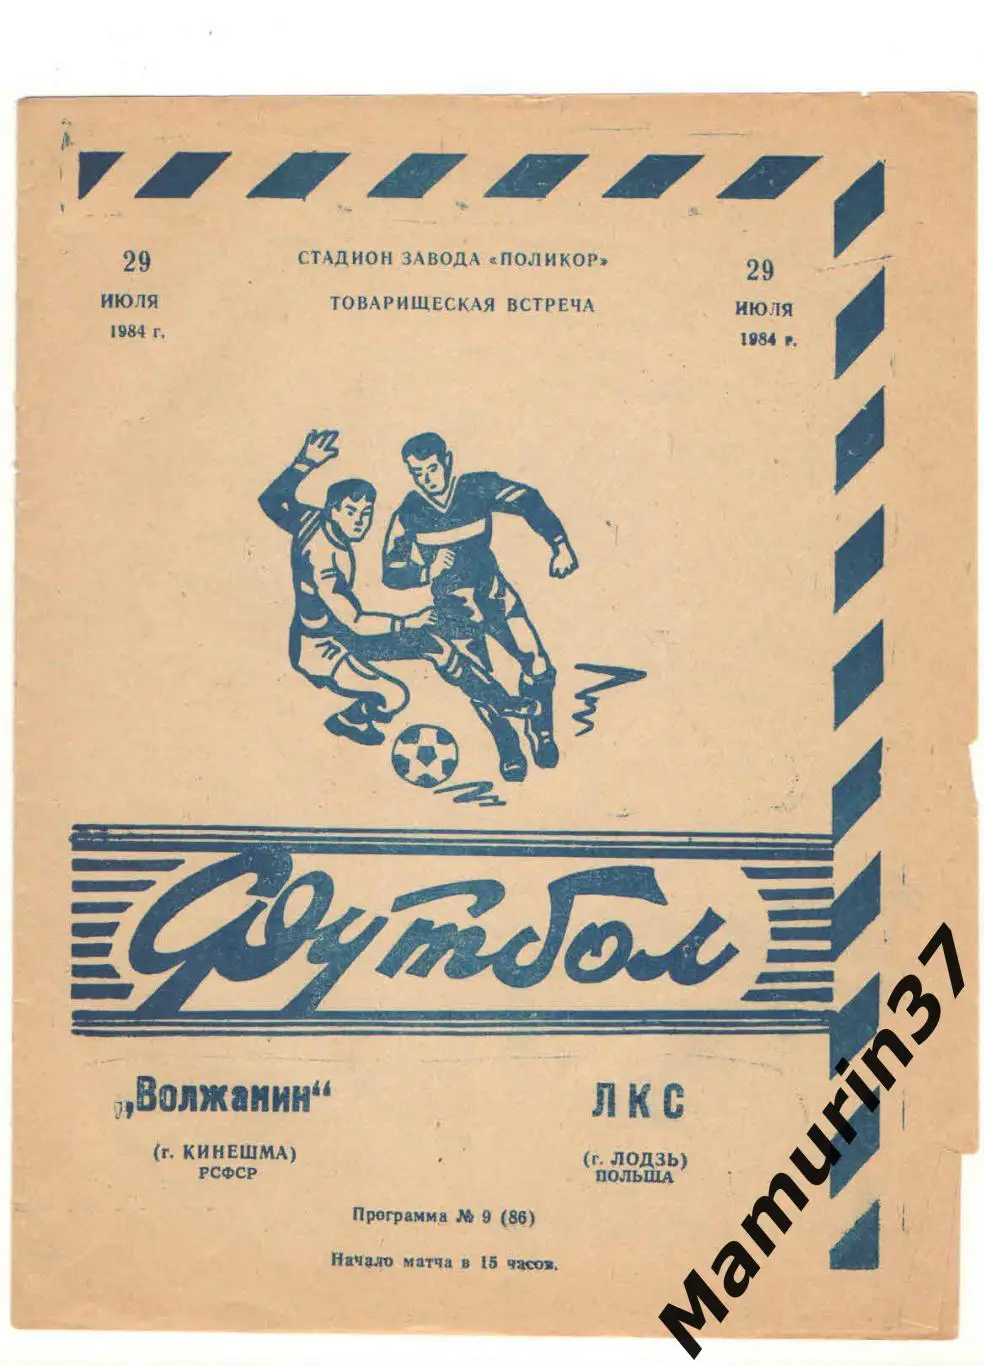 29
ИЮЛЯ
1984 г.
СТАДИОН ЗАВОДА «ПОЛИКОР»
ТОВАРИЩЕСКАЯ ВСТРЕЧА
29
ИЮЛЯ
1984 г.
Футбол
„Волжанин“
(г. КИНЕШМА)
РСФСР
ЛКС
(г. ЛОДЗЬ)
ПОЛЬША
Программа № 9 (86)
Начало матча в 15 часов.
Mamurin37